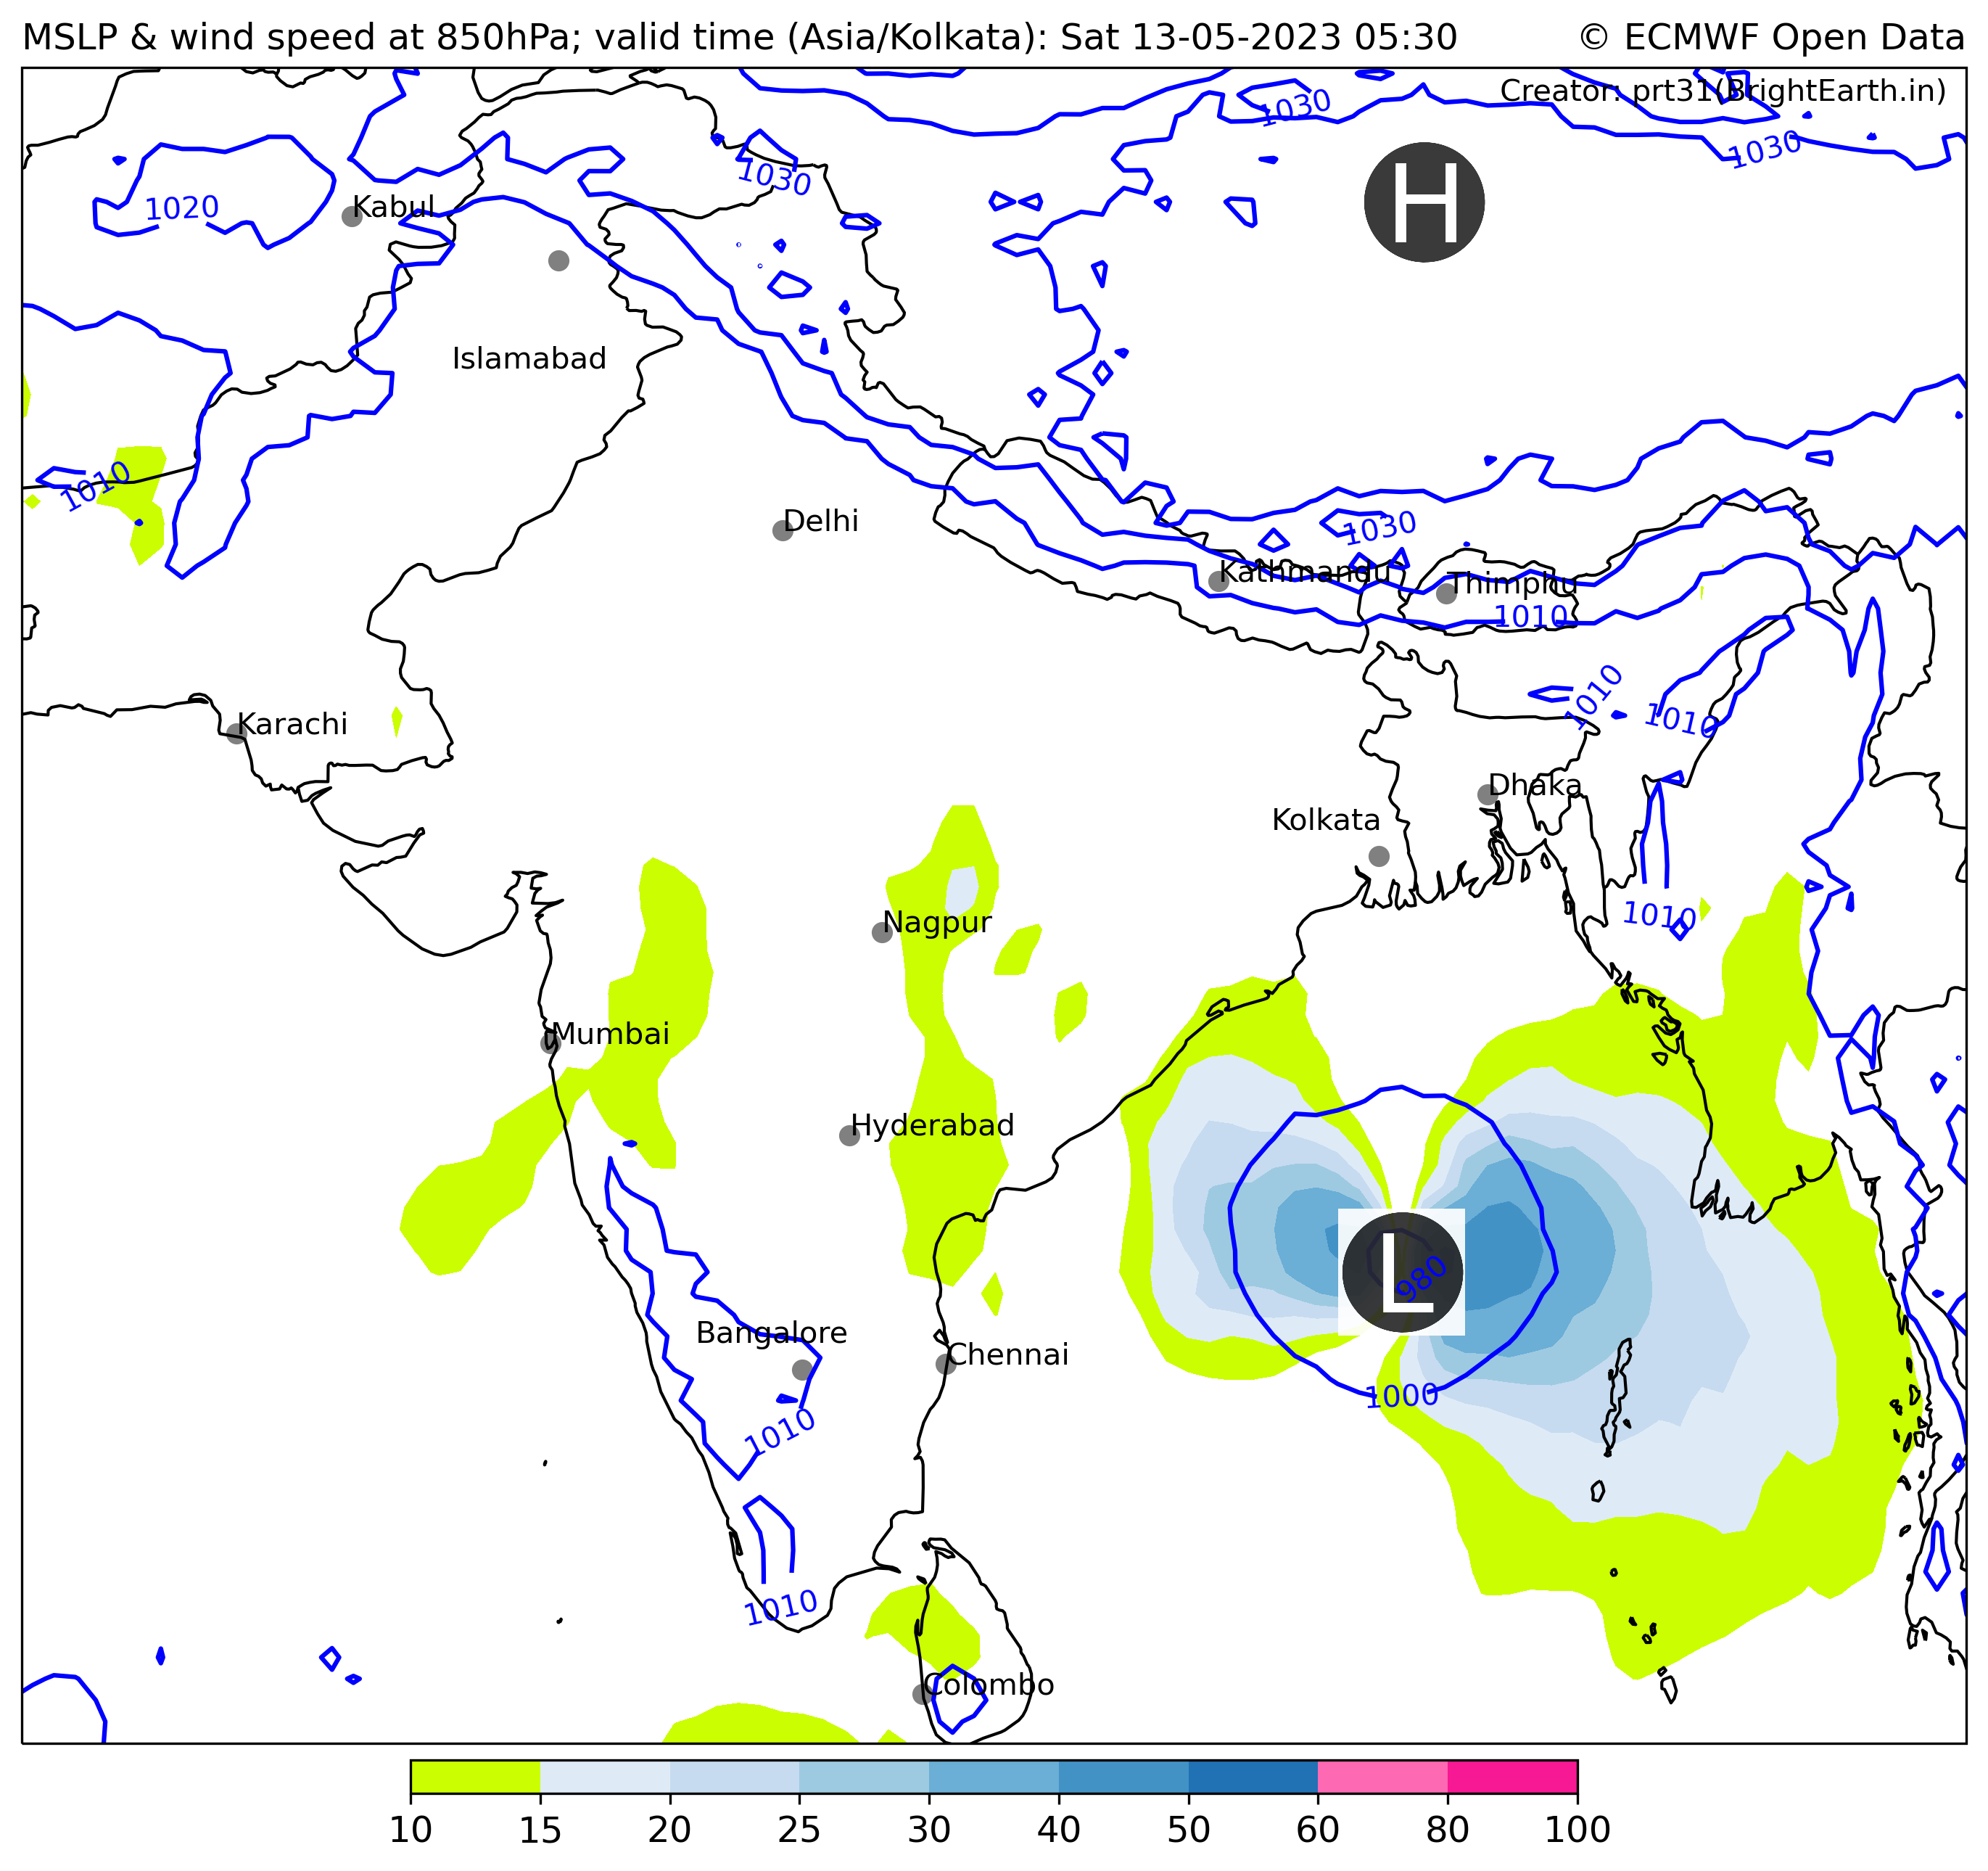 MSLP & wind speed at 850hPa; valid time (Asia/Kolkata): Sat 13-05-2023 05:30
© ECMWF Open Data
Creator: prt31(BrightEarth.in)
1030
1030
1030
H
1020
Kabul
Islamabad
1010
Delhi
1030
Kathmandu
Thimphu
1010
1010
1010
Karachi
Dhaka
Kolkata
1010
Nagpur
Mumbai
Hyderabad
L
980
Bangalore
Chennai
1000
1010
1010
Colombo
10 15 20 25 30 40 50 60 80 100